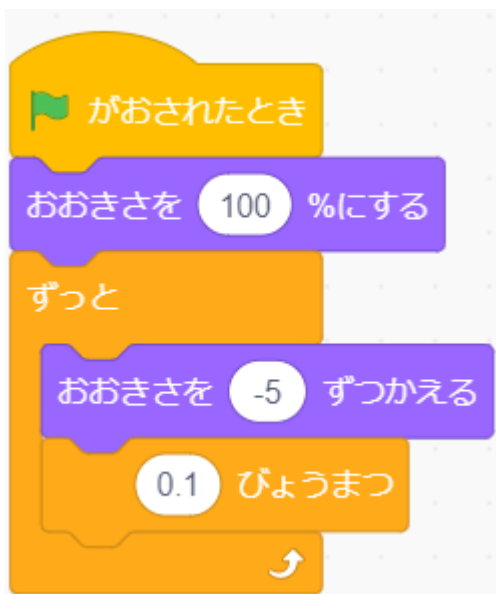 がおされたとき
おおきさを 100 %にする
ずっと
おおきさを -5 ずつかえる
0.1 びょうまつ